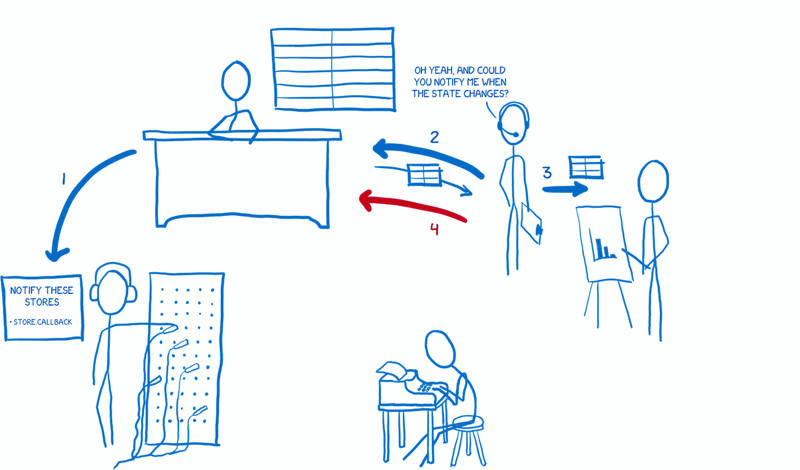 OH YEAH, AND COULD
YOU NOTIFY ME WHEN
THE STATE CHANGES?
2
1
3
4
NOTIFY THESE
STORES
• STORE.CALLBACK